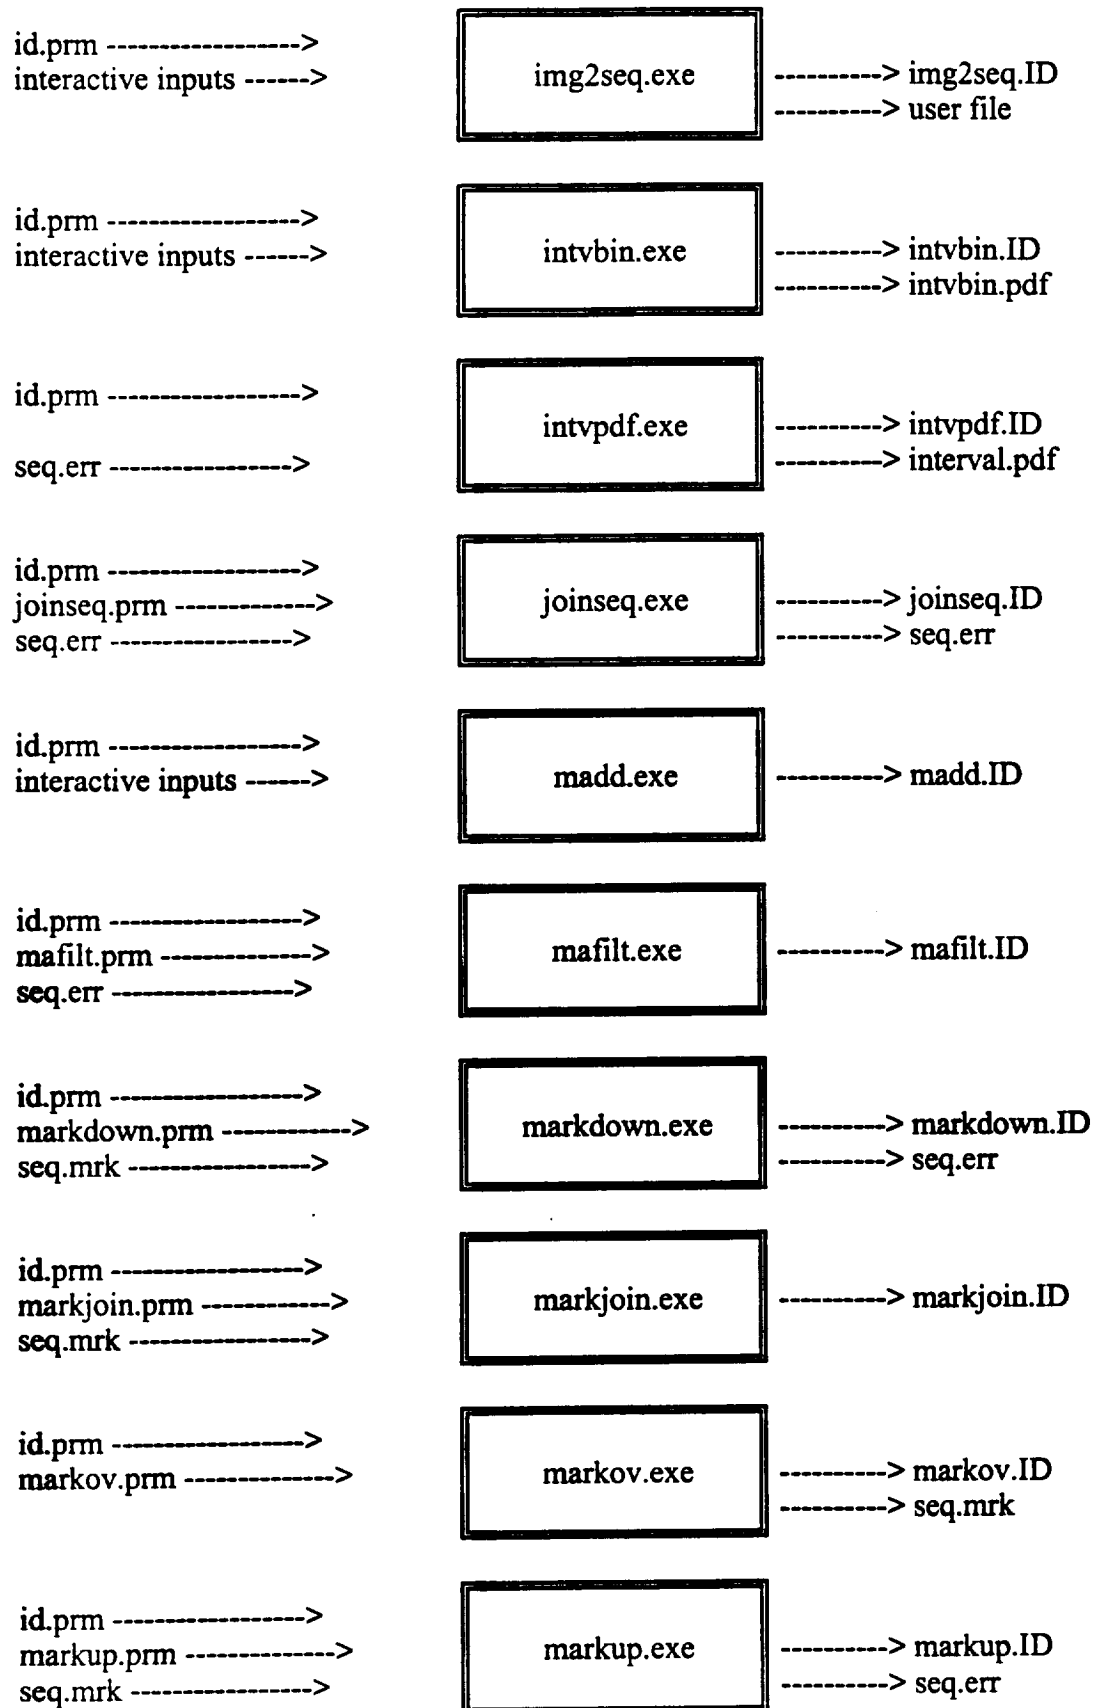 id.prm ------------------>
interactive inputs ------>
img2seq.exe
----------> img2seq.ID
----------> user file
id.prm ------------------>
interactive inputs ------>
intvbin.exe
----------> intvbin.ID
----------> intvbin.pdf
id.prm ------------------>
seq.err ----------------->
intvpdf.exe
----------> intvpdf.ID
----------> interval.pdf
id.prm ------------------>
joinseq.prm ------------->
seq.err ----------------->
joinseq.exe
----------> joinseq.ID
----------> seq.err
id.prm ------------------>
interactive inputs ------>
madd.exe
----------> madd.ID
id.prm ------------------>
mafilt.prm --------------->
seq.err ----------------->
mafilt.exe
----------> mafilt.ID
id.prm ------------------>
markdown.prm ------------>
seq.mrk ----------------->
markdown.exe
----------> markdown.ID
----------> seq.err
id.prm ------------------>
markjoin.prm ------------>
seq.mrk ----------------->
markjoin.exe
----------> markjoin.ID
id.prm ------------------>
markov.prm -------------->
markov.exe
----------> markov.ID
----------> seq.mrk
id.prm ------------------>
markup.prm -------------->
seq.mrk ----------------->
markup.exe
----------> markup.ID
----------> seq.err